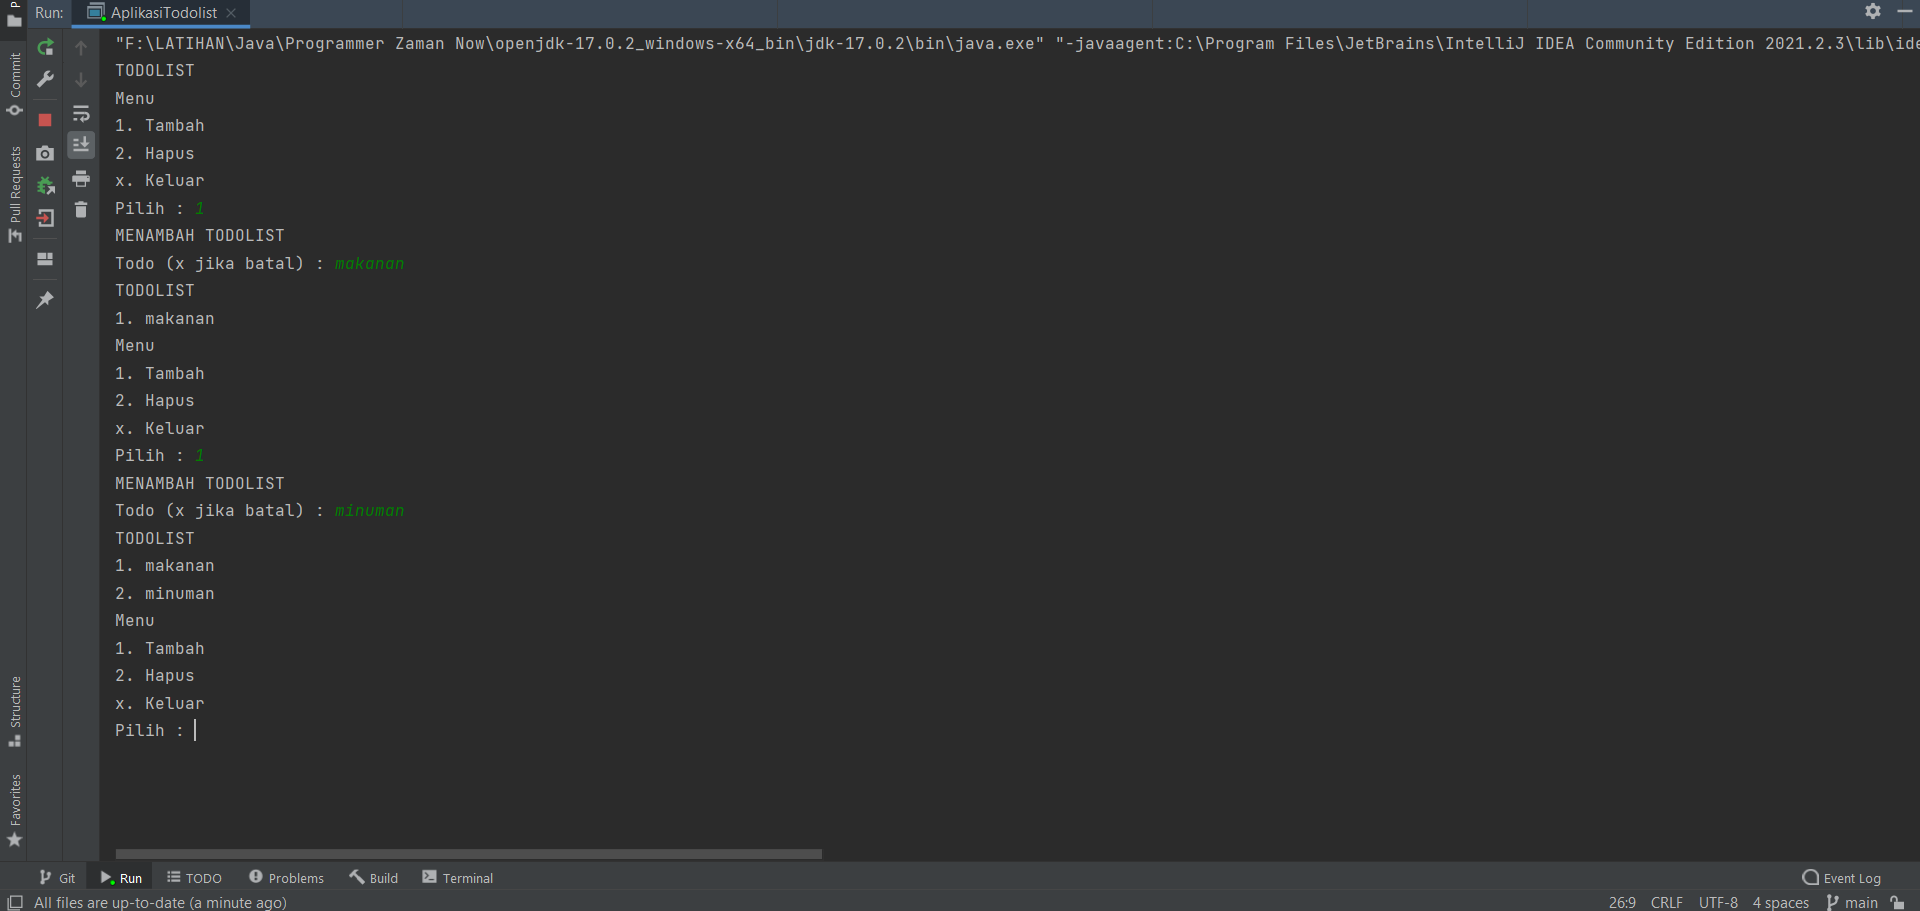 Run: AplikasiTodolist
"F:\LATIHAN\Java\Programmer Zaman Now\openjdk-17.0.2_windows-x64_bin\jdk-17.0.2\bin\java.exe" "-javaagent:C:\Program Files\JetBrains\IntelliJ IDEA Community Edition 2021.2.3\lib\ide
TODOLIST
Menu
1. Tambah
2. Hapus
x. Keluar
Pilih : 1
MENAMBAH TODOLIST
Todo (x jika batal) : makanan
TODOLIST
1. makanan
Menu
1. Tambah
2. Hapus
x. Keluar
Pilih : 1
MENAMBAH TODOLIST
Todo (x jika batal) : minuman
TODOLIST
1. makanan
2. minuman
Menu
1. Tambah
2. Hapus
x. Keluar
Pilih :
Commit
Pull Requests
Structure
Favorites
Git Run TODO Problems Build Terminal Event Log
All files are up-to-date (a minute ago) 26:9 CRLF UTF-8 4 spaces main